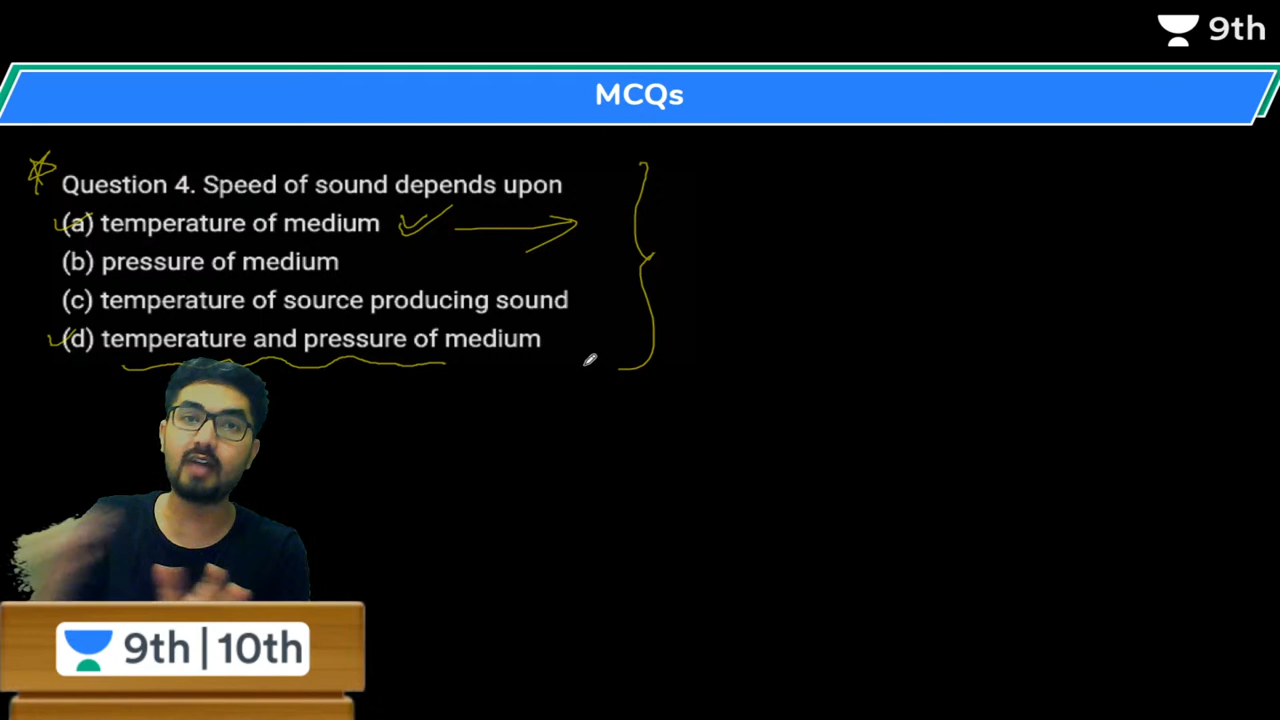 9th
MCQs
Question 4. Speed of sound depends upon
(a) temperature of medium
(b) pressure of medium
(c) temperature of source producing sound
(d) temperature and pressure of medium
9th | 10th